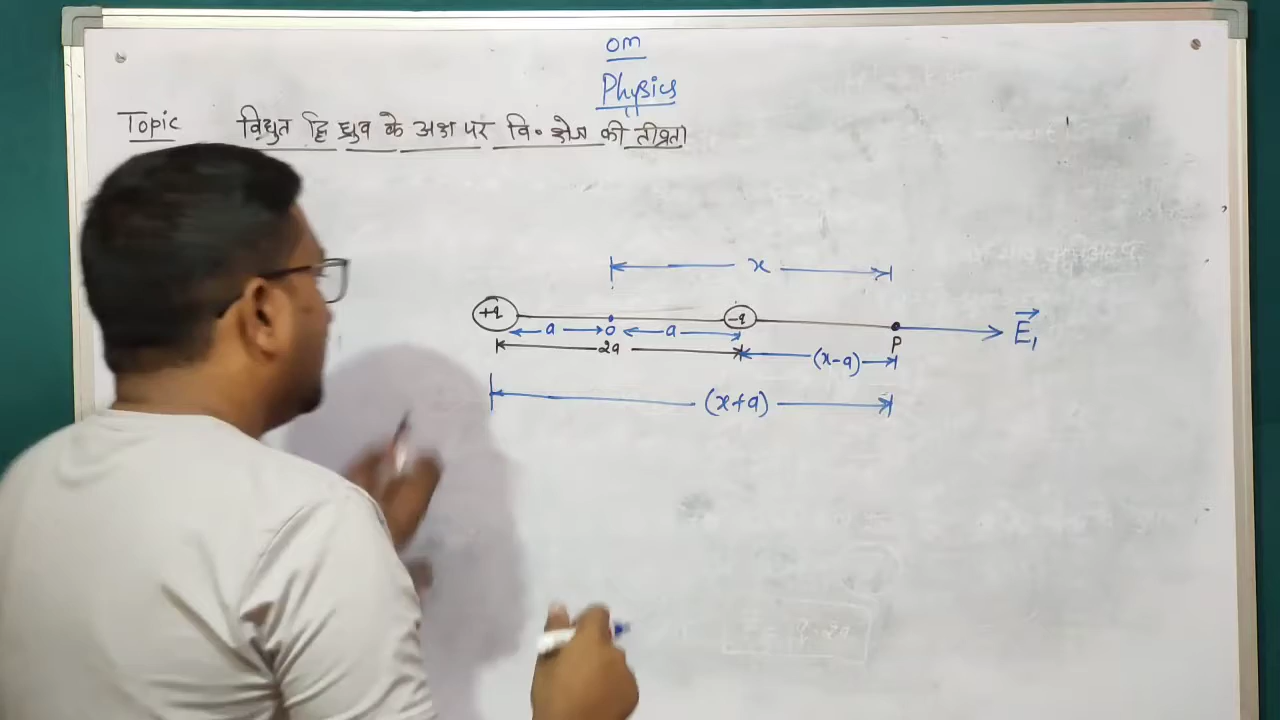 om
Physics
Topic विद्युत द्वि ध्रुव के अक्ष पर वि॰ क्षेत्र की तीव्रता
x
+q -q
a o a P E₁
2a (x-a)
(x+a)